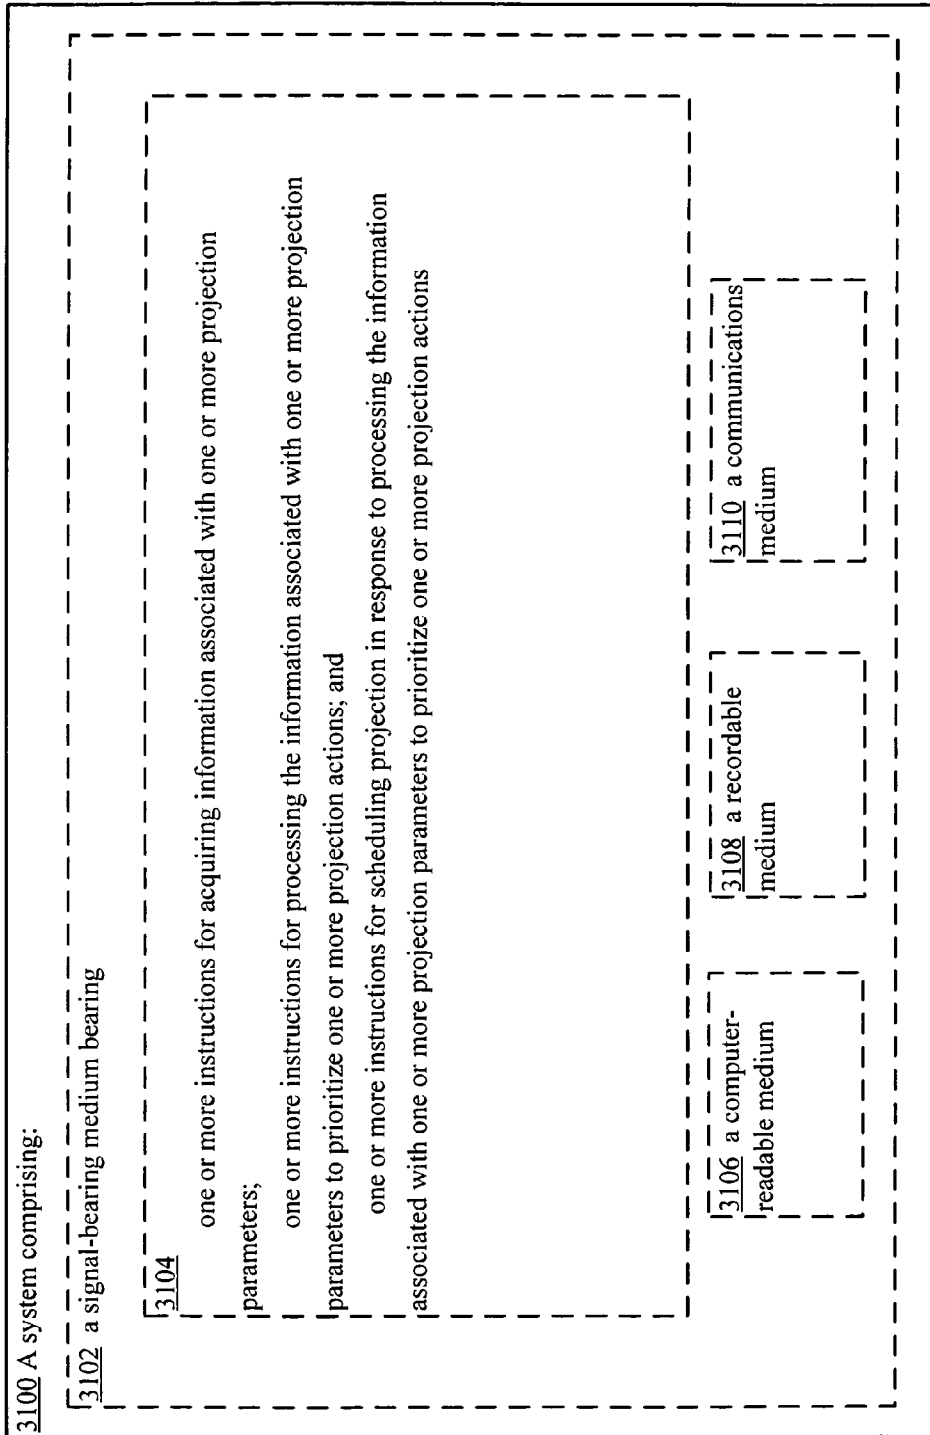 3100 A system comprising:
3102 a signal-bearing medium bearing
3104
one or more instructions for acquiring information associated with one or more projection
parameters;
one or more instructions for processing the information associated with one or more projection
parameters to prioritize one or more projection actions; and
one or more instructions for scheduling projection in response to processing the information
associated with one or more projection parameters to prioritize one or more projection actions
3106 a computer-
readable medium
3108 a recordable
medium
3110 a communications
medium